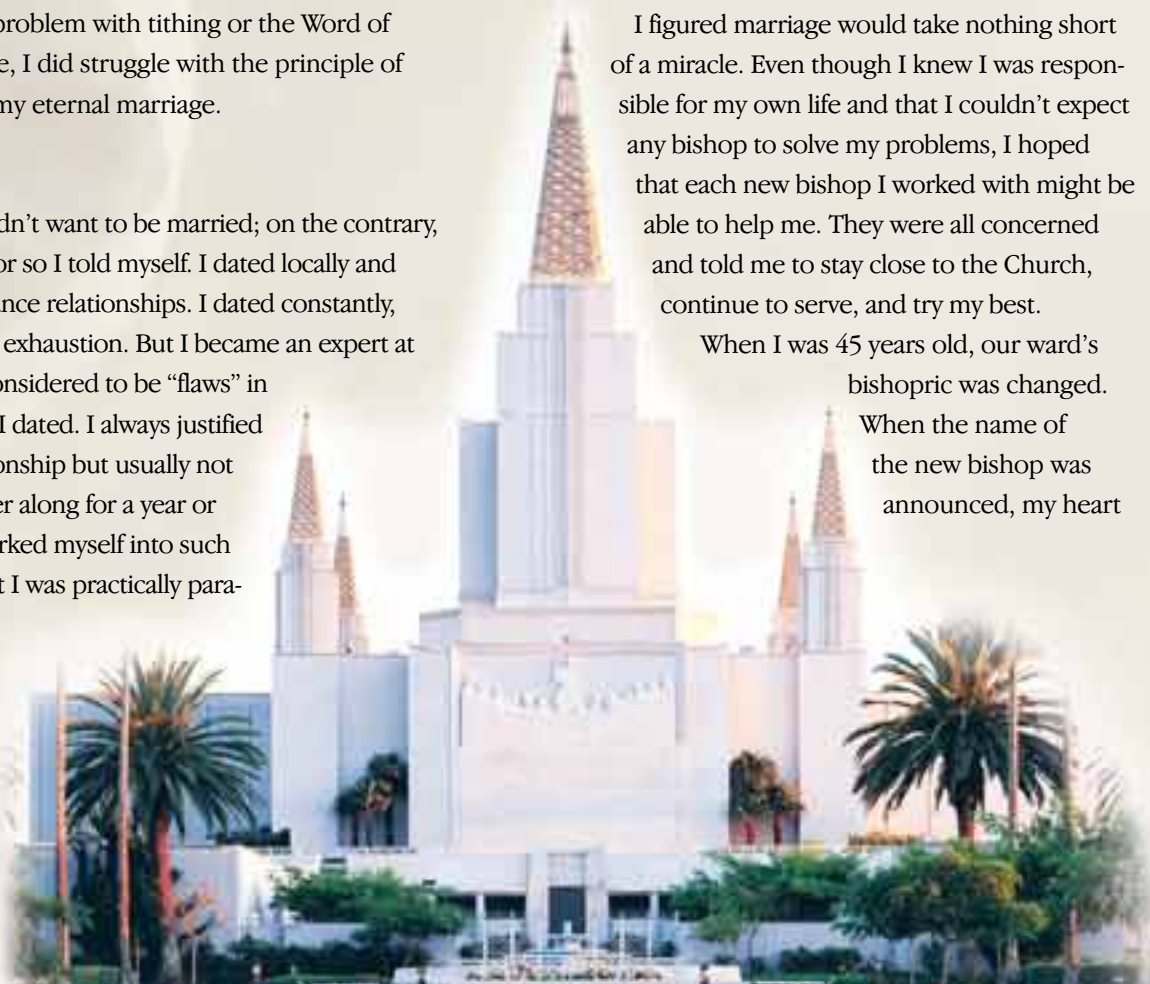 problem with tithing or the Word of
e, I did struggle with the principle of
my eternal marriage.
dn’t want to be married; on the contrary,
or so I told myself. I dated locally and
ance relationships. I dated constantly,
exhaustion. But I became an expert at
onsidered to be “flaws” in
I dated. I always justified
onship but usually not
er along for a year or
rked myself into such
t I was practically para-
I figured marriage would take nothing short
of a miracle. Even though I knew I was respon-
sible for my own life and that I couldn’t expect
any bishop to solve my problems, I hoped
that each new bishop I worked with might be
able to help me. They were all concerned
and told me to stay close to the Church,
continue to serve, and try my best.
When I was 45 years old, our ward’s
bishopric was changed.
When the name of
the new bishop was
announced, my heart